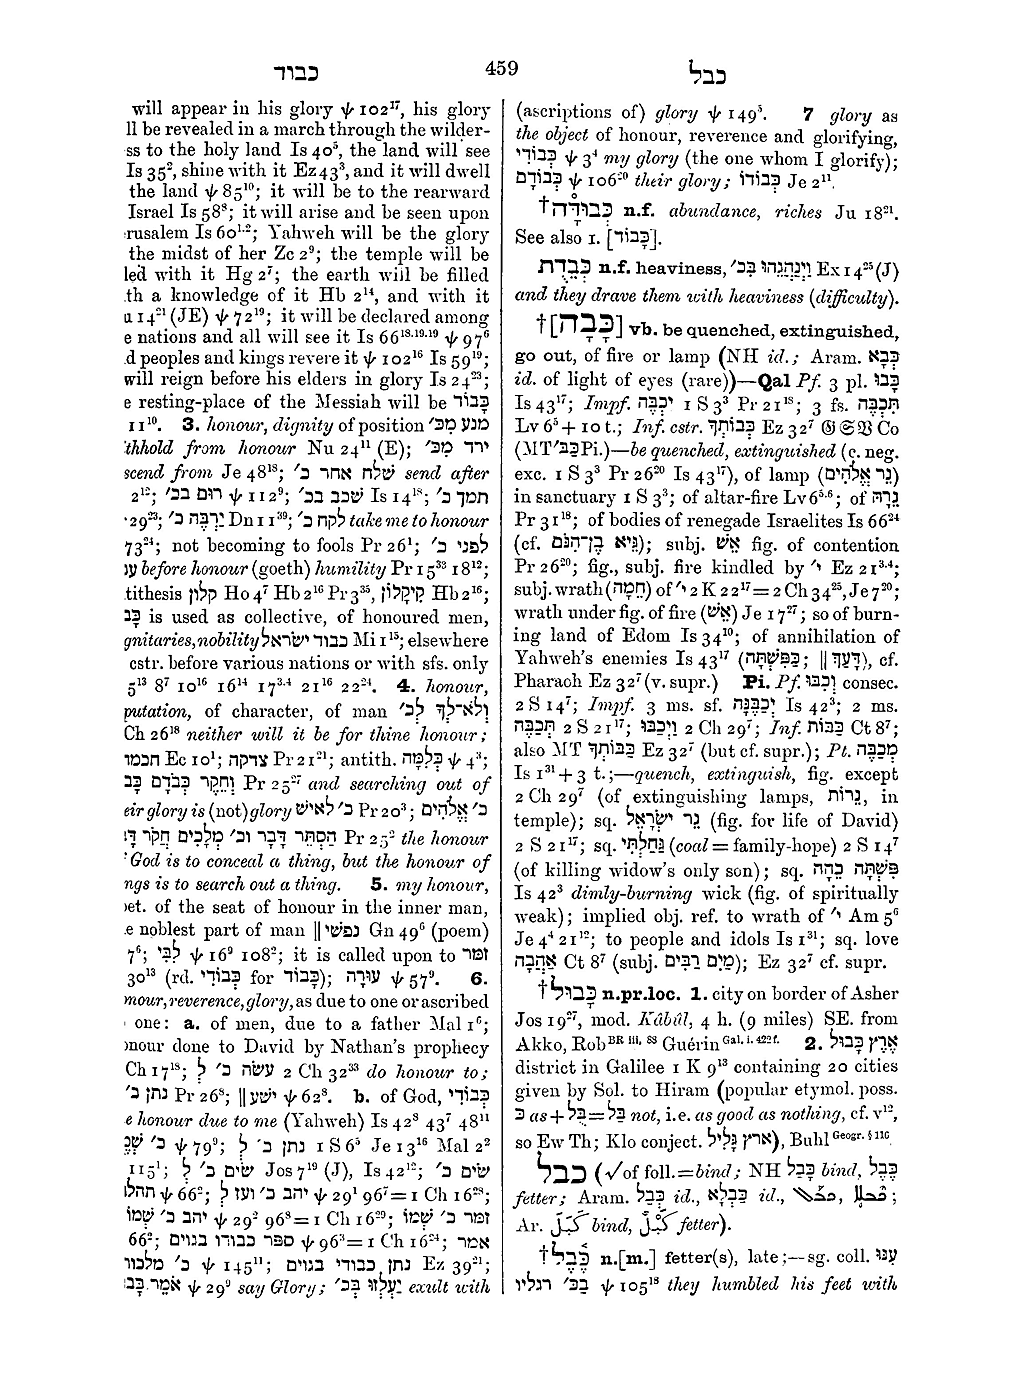 כבוד
459
כבל
will appear in his glory ψ 102¹⁷, his glory
ll be revealed in a march through the wilder-
ss to the holy land Is 40⁵, the land will see
Is 35², shine with it Ez 43³, and it will dwell
the land ψ 85¹⁰; it will be to the rearward
Israel Is 58⁸; it will arise and be seen upon
rusalem Is 60¹·²; Yahweh will be the glory
the midst of her Zc 2⁹; the temple will be
led with it Hg 2⁷; the earth will be filled
th a knowledge of it Hb 2¹⁴, and with it
u 14²¹ (JE) ψ 72¹⁹; it will be declared among
e nations and all will see it Is 66¹⁸·¹⁹·¹⁹ ψ 97⁶
d peoples and kings revere it ψ 102¹⁶ Is 59¹⁹;
will reign before his elders in glory Is 24²³;
e resting-place of the Messiah will be כָּבוֹד
11¹⁰. 3. honour, dignity of position מנע מִכּ׳
ithhold from honour Nu 24¹¹ (E); ירד מִכּ׳
scend from Je 48¹⁸; שׁלח אחר כ׳ send after
2¹²; רום בכ׳ ψ 112⁹; שׁכב בכ׳ Is 14¹⁸; תמך כ׳
29²³; יַרְבֶּה כ׳ Dn 11³⁹; לקח כ׳ take me to honour
73²⁴; not becoming to fools Pr 26¹; לפני כ׳
ענ before honour (goeth) humility Pr 15³³ 18¹²;
tithesis קלון Ho 4⁷ Hb 2¹⁶ Pr 3³⁵, קִיקָלוֹן Hb 2¹⁶;
כָּב is used as collective, of honoured men,
gnitaries, nobility כבוד ישׂראל Mi 1¹⁵; elsewhere
cstr. before various nations or with sfs. only
5¹³ 8⁷ 10¹⁶ 16¹⁴ 17³·⁴ 21¹⁶ 22²⁴. 4. honour,
putation, of character, of man וְלֹא־לְךָ לְכ׳
Ch 26¹⁸ neither will it be for thine honour;
חכמו Ec 10¹; צדקה Pr 21²¹; antith. כְּלִמָּה ψ 4³;
וְחֵקֶר כְּבֹדָם כָּב Pr 25²⁷ and searching out of
eir glory is (not) glory כ׳ לאישׁ Pr 20³; כ׳ אֱלֹהִים
הַסְתֵּר דָּבָר וכ׳ מְלָכִים חֲקֹר דָּ Pr 25² the honour
God is to conceal a thing, but the honour of
ngs is to search out a thing. 5. my honour,
et. of the seat of honour in the inner man,
e noblest part of man ‖ נפשׁי Gn 49⁶ (poem)
7⁶; לִבִּי ψ 16⁹ 108²; it is called upon to זמר
30¹³ (rd. כְּבוֹדִי for כָּבוֹד); עורה ψ 57⁹. 6.
nour, reverence, glory, as due to one or ascribed
one: a. of men, due to a father Mal 1⁶;
nour done to David by Nathan's prophecy
Ch 17¹⁸; עשׂה כ׳ לְ 2 Ch 32³³ do honour to;
נתן כ׳ Pr 26⁸; ‖ ישׁע ψ 62⁸. b. of God, כְּבוֹדִי
e honour due to me (Yahweh) Is 42⁸ 43⁷ 48¹¹
כ׳ שְׁמֶ ψ 79⁹; נתן כ׳ לְ 1 S 6⁵ Je 13¹⁶ Mal 2²
115¹; שׂים כ׳ לְ Jos 7¹⁹ (J), Is 42¹²; שׂים כ׳
תהלו ψ 66²; יהב כ׳ ועז לְ ψ 29¹ 96⁷ = 1 Ch 16²⁸;
יהב כ׳ שְׁמוֹ ψ 29² 96⁸ = 1 Ch 16²⁹; זמר כ׳ שְׁמוֹ
66²; ספר כבודו בגוים ψ 96³ = 1 Ch 16²⁴; אמר
כ׳ מלכור ψ 145¹¹; נתן כבודי בגוים Ez 39²¹;
אֹמֵר כָּב ψ 29⁹ say Glory; יַעְלְזוּ בְּכ׳ exult with
(ascriptions of) glory ψ 149⁵. 7 glory as
the object of honour, reverence and glorifying,
כְּבוֹדִי ψ 3⁴ my glory (the one whom I glorify);
כְּבוֹדָם ψ 106²⁰ their glory; כְּבוֹדוֹ Je 2¹¹.
†כְּבוּדָּה n.f. abundance, riches Ju 18²¹.
See also 1. [כָּבוֹד].
כְּבֵדֻת n.f. heaviness, וַיְנַהֲגֵהוּ בִּכ׳ Ex 14²⁵ (J)
and they drave them with heaviness (difficulty).
†[כָּבָה] vb. be quenched, extinguished,
go out, of fire or lamp (NH id.; Aram. כְּבָא
id. of light of eyes (rare))—Qal Pf. 3 pl. כָּבוּ
Is 43¹⁷; Impf. יִכְבֶּה 1 S 3³ Pr 21¹⁸; 3 fs. תִּכְבֶּה
Lv 6⁵ + 10 t.; Inf. cstr. כְּבוֹתְךָ Ez 32⁷ 𝔊 𝔖 𝔙 Co
(MT כַּבּ׳ Pi.)—be quenched, extinguished (c. neg.
exc. 1 S 3³ Pr 26²⁰ Is 43¹⁷), of lamp (נֵר אֱלֹהִים)
in sanctuary 1 S 3³; of altar-fire Lv 6⁵·⁶; of נֵרָהּ
Pr 31¹⁸; of bodies of renegade Israelites Is 66²⁴
(cf. גֵּיא בֶן־הִנֹּם); subj. אֵשׁ fig. of contention
Pr 26²⁰; fig., subj. fire kindled by י׳ Ez 21³·⁴;
subj. wrath (חֵמָה) of י׳ 2 K 22¹⁷ = 2 Ch 34²⁵, Je 7²⁰;
wrath under fig. of fire (אֵשׁ) Je 17²⁷; so of burn-
ing land of Edom Is 34¹⁰; of annihilation of
Yahweh's enemies Is 43¹⁷ (כַּפִּשְׁתָּה; ‖ דָּעַךְ), cf.
Pharaoh Ez 32⁷ (v. supr.) Pi. Pf. וְכִבּוּ consec.
2 S 14⁷; Impf. 3 ms. sf. יְכַבֶּנָּה Is 42³; 2 ms.
תְּכַבֶּה 2 S 21¹⁷; וַיְכַבּוּ 2 Ch 29⁷; Inf. כַּבּוֹת Ct 8⁷;
also MT כַּבּוֹתְךָ Ez 32⁷ (but cf. supr.); Pt. מְכַבֶּה
Is 1³¹ + 3 t.;—quench, extinguish, fig. except
2 Ch 29⁷ (of extinguishing lamps, נֵרוֹת, in
temple); sq. נֵר יִשְׂרָאֵל (fig. for life of David)
2 S 21¹⁷; sq. גַּחַלְתִּי (coal = family-hope) 2 S 14⁷
(of killing widow's only son); sq. פִּשְׁתָּה כֵהָה
Is 42³ dimly-burning wick (fig. of spiritually
weak); implied obj. ref. to wrath of י׳ Am 5⁶
Je 4⁴ 21¹²; to people and idols Is 1³¹; sq. love
אַהֲבָה Ct 8⁷ (subj. מַיִם רַבִּים); Ez 32⁷ cf. supr.
†כָּבוּל n.pr.loc. 1. city on border of Asher
Jos 19²⁷, mod. Kâbûl, 4 h. (9 miles) SE. from
Akko, Rob BR iii, 88 Guérin Gal. i. 422 f. 2. אֶרֶץ כָּבוּל
district in Galilee 1 K 9¹³ containing 20 cities
given by Sol. to Hiram (popular etymol. poss.
כְּ as + בַּל = בַּל not, i.e. as good as nothing, cf. v¹²,
so Ew Th; Klo conject. ארץ גָּלִיל), Buhl Geogr. § 116.
כבל (√ of foll. = bind; NH כָּבַל bind, כֶּבֶל,
fetter; Aram. כְּבַל id., כַּבְלָא id.,
Ar. كَبَلَ bind, كَبْلٌ fetter).
†כֶּבֶל n.[m.] fetter(s), late;—sg. coll. עִנּוּ
בַכּ׳ רגליו ψ 105¹⁸ they humbled his feet with